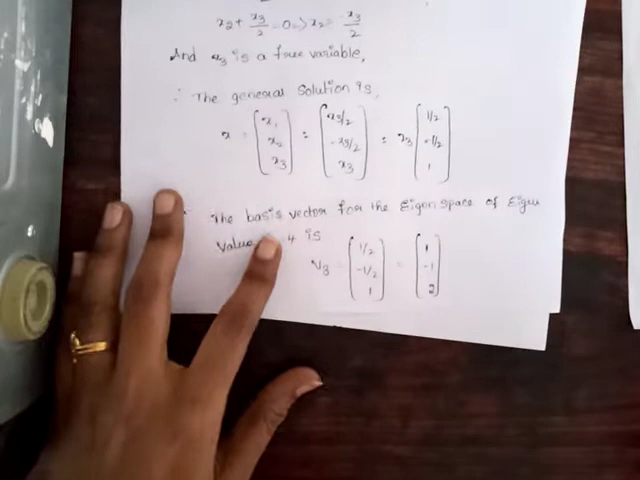 x2 + x3/2 = 0 => x2 = -x3/2
And x3 is a free variable,
∴ The general solution is,
x = [x1 x2 x3] = [x3/2 -x3/2 x3] = x3 [1/2 -1/2 1]
The basis vector for the Eigen space of Eigen
Value 4 is
V3 = [1/2 -1/2 1] = [1 -1 2]